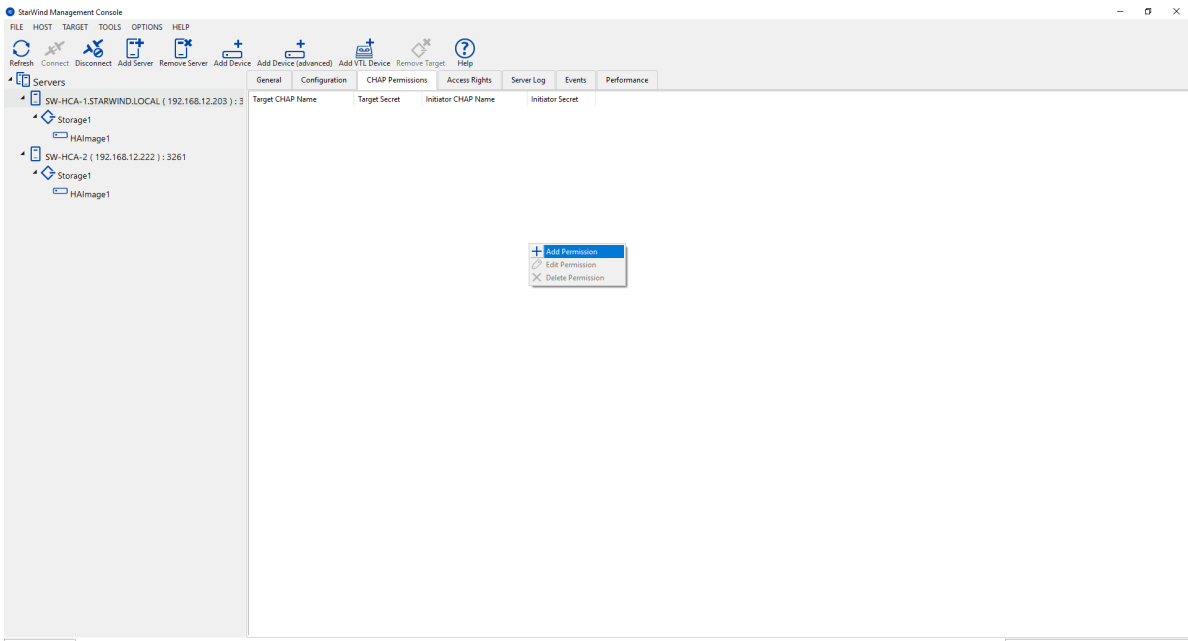 StarWind Management Console
FILE HOST TARGET TOOLS OPTIONS HELP
Refresh Connect Disconnect Add Server Remove Server Add Device Add Device (advanced) Add VTL Device Remove Target Help
Servers
SW-HCA-1.STARWIND.LOCAL ( 192.168.12.203 ) : 3
Storage1
HAImage1
SW-HCA-2 ( 192.168.12.222 ) : 3261
Storage1
HAImage1
General Configuration CHAP Permissions Access Rights Server Log Events Performance
Target CHAP Name Target Secret Initiator CHAP Name Initiator Secret
Add Permission
Edit Permission
Delete Permission